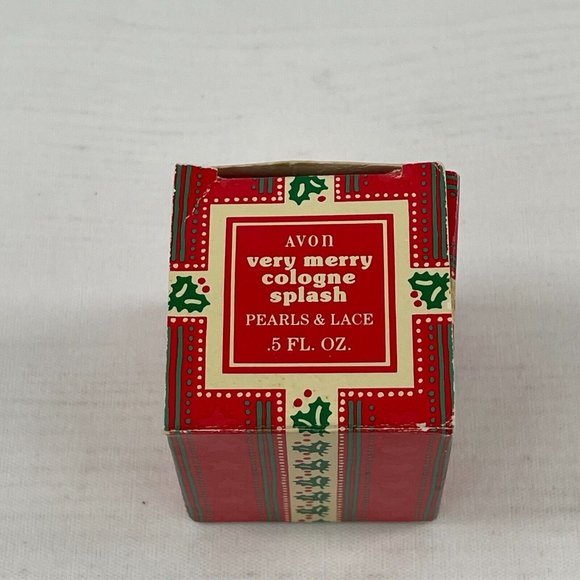 AVON
very merry
cologne
splash
PEARLS & LACE
.5 FL. OZ.